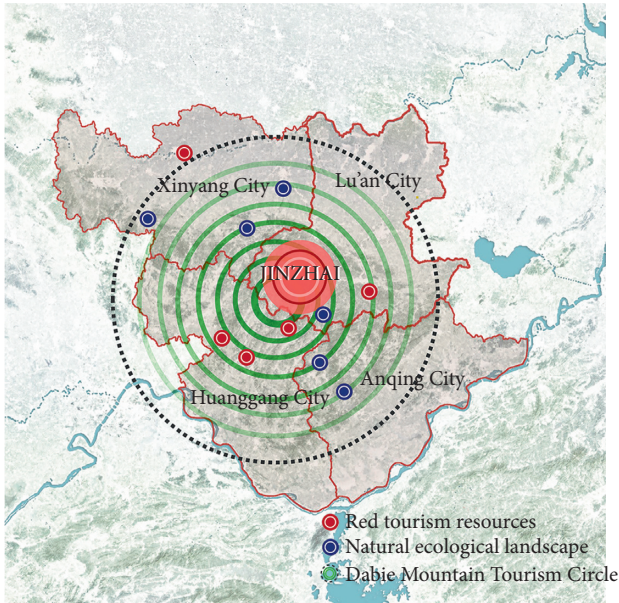 Xinyang City
Lu'an City
JINZHAI
Anqing City
Huanggang City
Red tourism resources
Natural ecological landscape
Dabie Mountain Tourism Circle